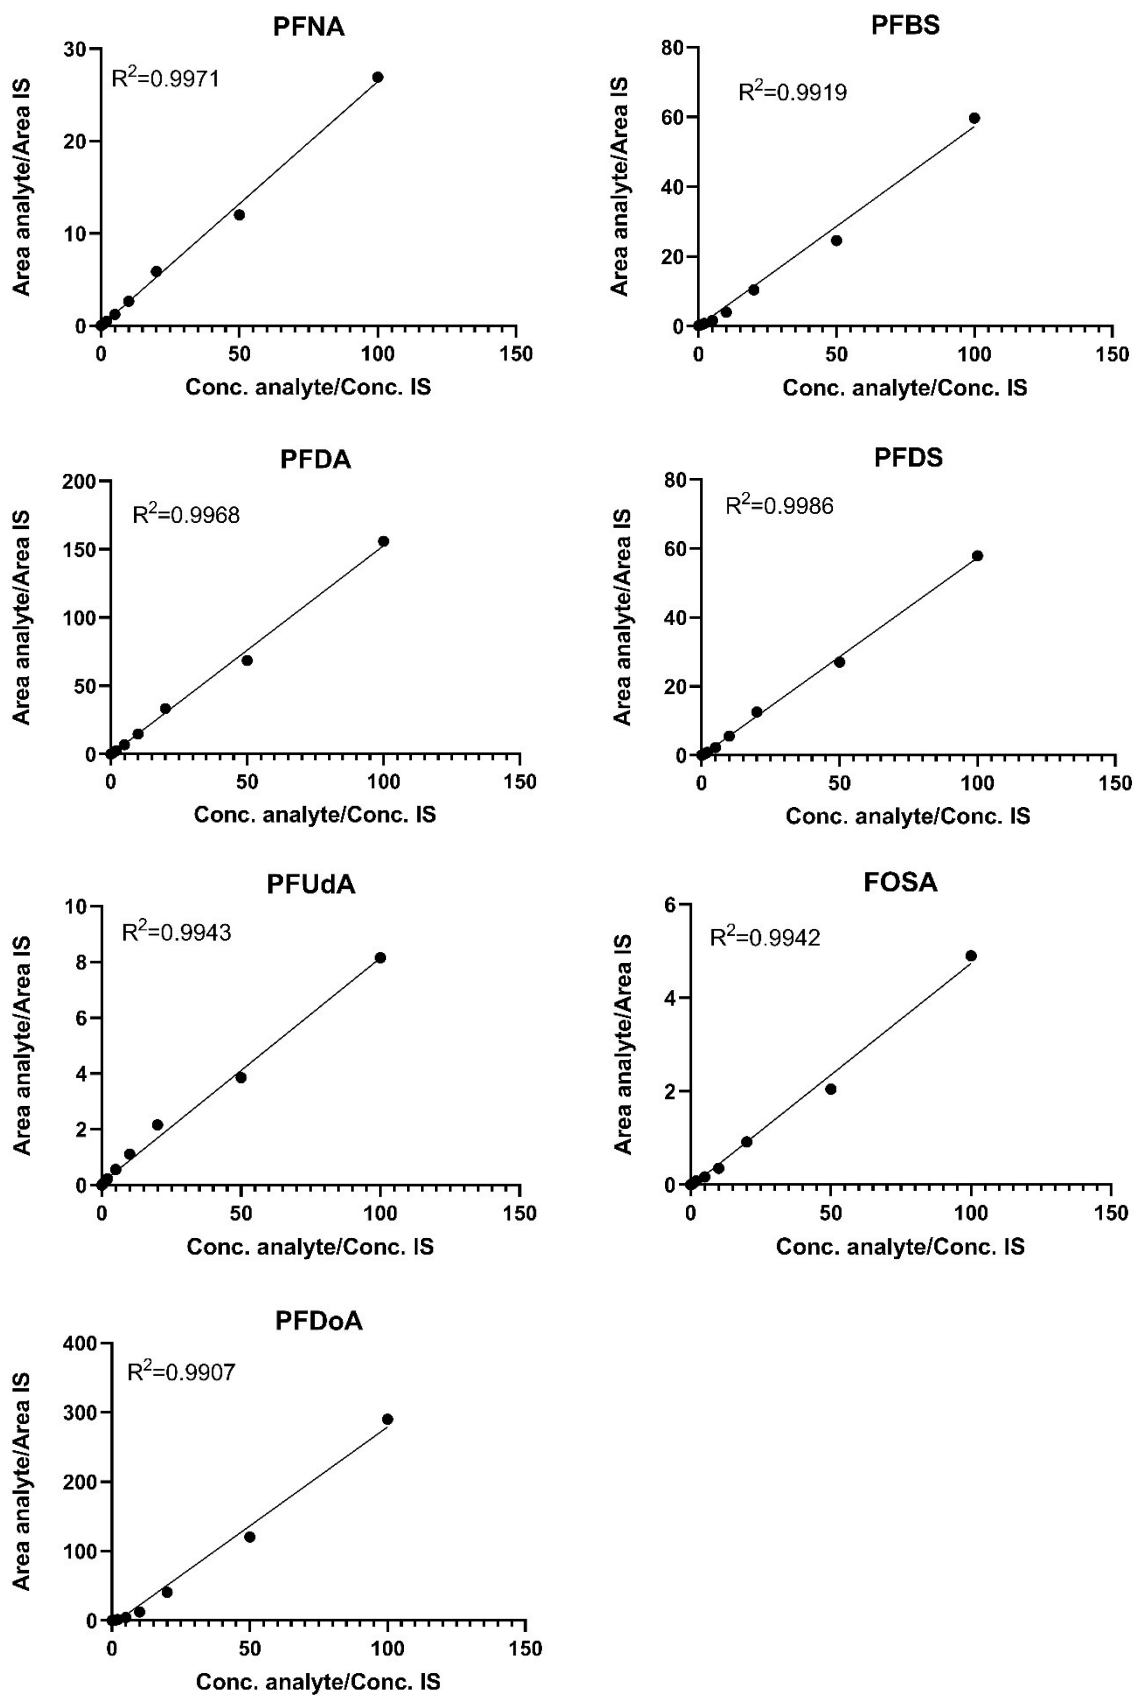 PFNA
R²=0.9971
30
20
10
0
0 50 100 150
Area analyte/Area IS
Conc. analyte/Conc. IS
PFBS
R²=0.9919
80
60
40
20
0
0 50 100 150
Area analyte/Area IS
Conc. analyte/Conc. IS
PFDA
R²=0.9968
200
150
100
50
0
0 50 100 150
Area analyte/Area IS
Conc. analyte/Conc. IS
PFDS
R²=0.9986
80
60
40
20
0
0 50 100 150
Area analyte/Area IS
Conc. analyte/Conc. IS
PFUdA
R²=0.9943
10
8
6
4
2
0
0 50 100 150
Area analyte/Area IS
Conc. analyte/Conc. IS
FOSA
R²=0.9942
6
4
2
0
0 50 100 150
Area analyte/Area IS
Conc. analyte/Conc. IS
PFDoA
R²=0.9907
400
300
200
100
0
0 50 100 150
Area analyte/Area IS
Conc. analyte/Conc. IS